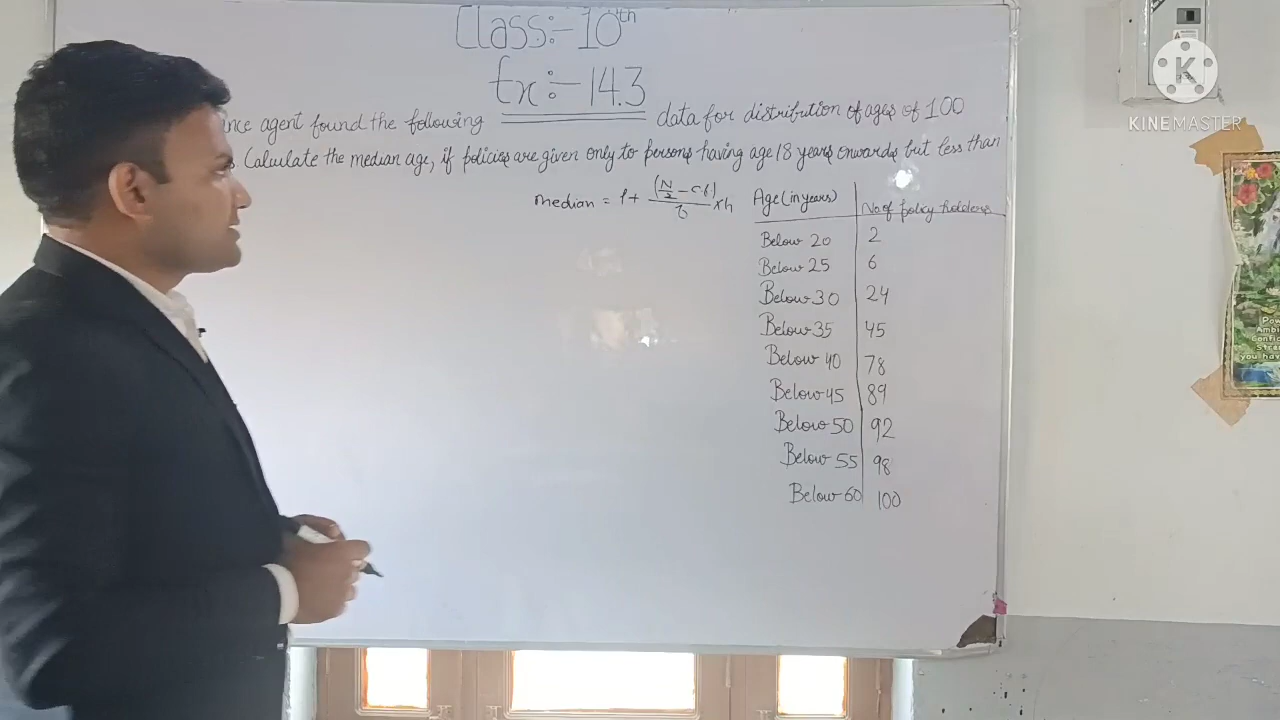 Class:- 10th
Ex:- 14.3
KINEMASTER
agent found the following data for distribution of ages of 100
Calculate the median age, if policies are given only to persons having age 18 years onwards but less than
median = l + (N/2 - cf)/f × h
Age (in years) No. of policy holders
Below 20 2
Below 25 6
Below 30 24
Below 35 45
Below 40 78
Below 45 89
Below 50 92
Below 55 98
Below 60 100